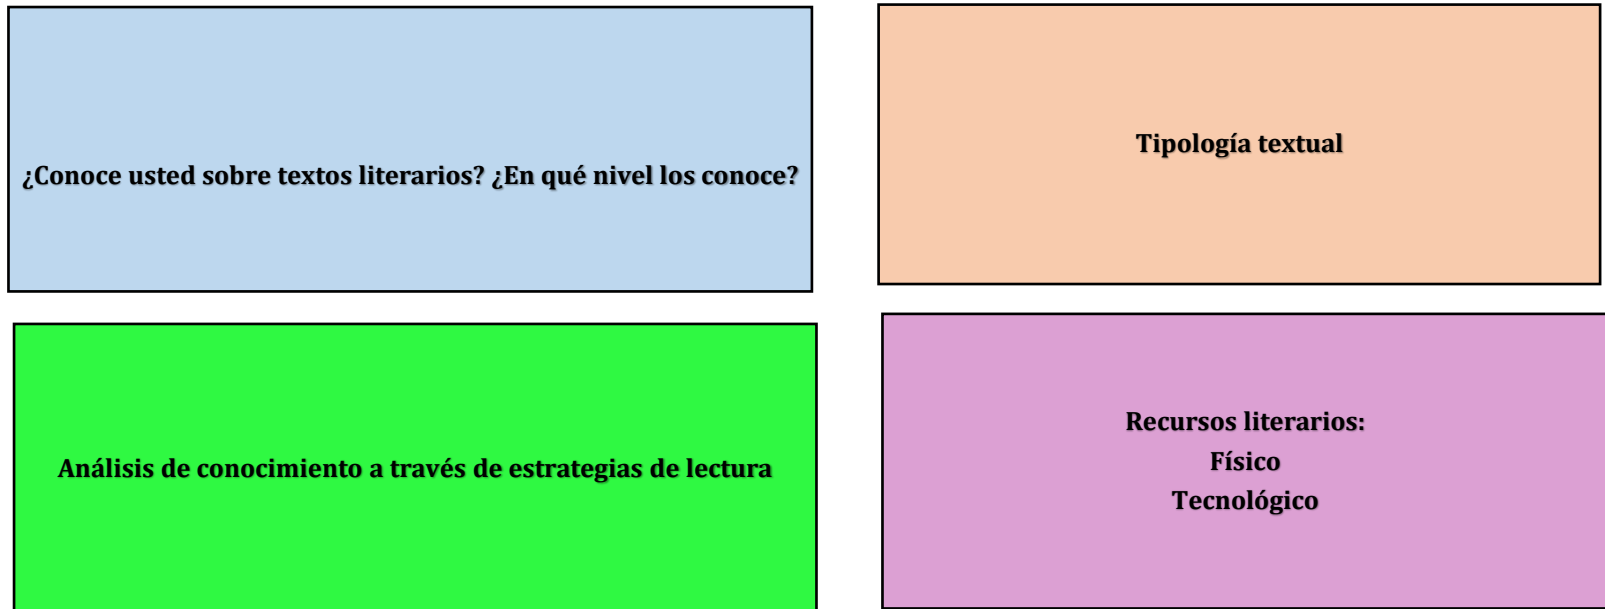 ¿Conoce usted sobre textos literarios? ¿En qué nivel los conoce?
Tipología textual
Análisis de conocimiento a través de estrategias de lectura
Recursos literarios:
Físico
Tecnológico